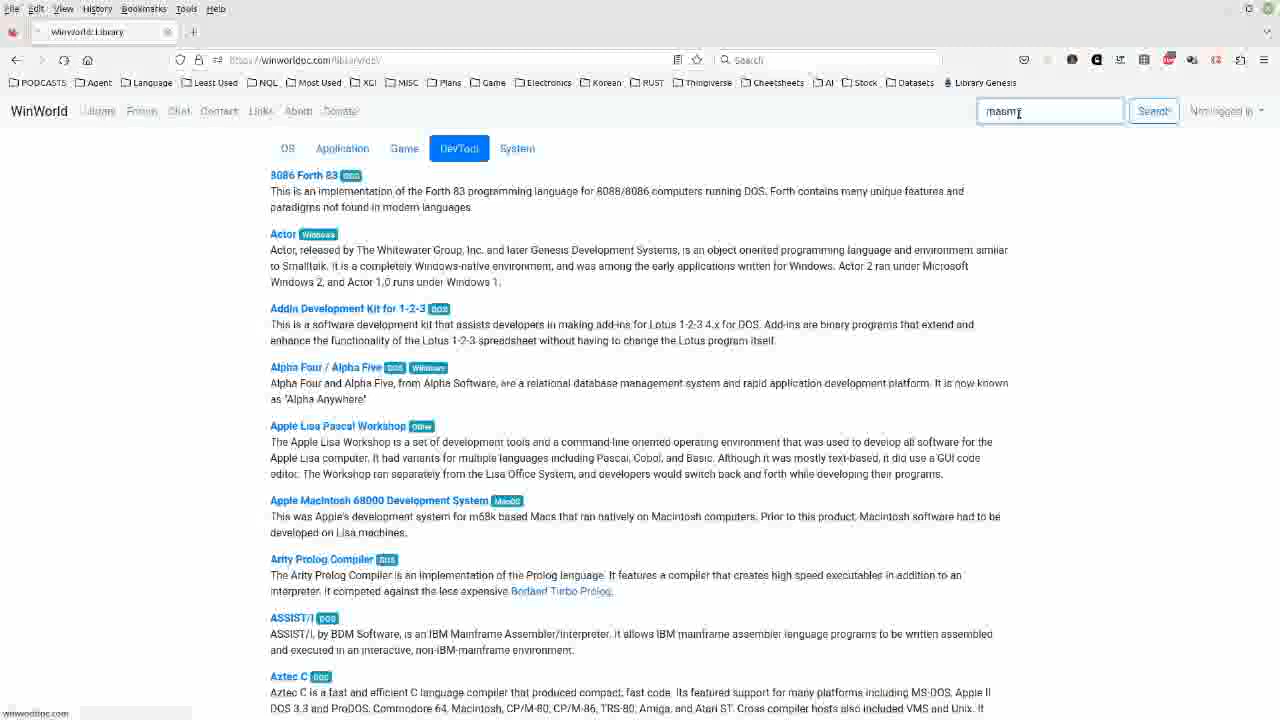 File Edit View History Bookmarks Tools Help
WinWorld: Library
https://winworldpc.com/library/dev
Search
PODCASTS Agent Language Least Used NQL Most Used XGI MISC Plans Game Electronics Korean RUST Thingiverse Cheetsheets AI Stock Datasets Library Genesis
WinWorld Library Forum Chat Contact Links About Donate masm Search Not logged in
OS Application Game DevTool System
8086 Forth 83 DOS
This is an implementation of the Forth 83 programming language for 8088/8086 computers running DOS. Forth contains many unique features and
paradigms not found in modern languages.
Actor Windows
Actor, released by The Whitewater Group, Inc. and later Genesis Development Systems, is an object oriented programming language and environment similar
to Smalltalk. It is a completely Windows-native environment, and was among the early applications written for Windows. Actor 2 ran under Microsoft
Windows 2, and Actor 1.0 runs under Windows 1.
Addin Development Kit for 1-2-3 DOS
This is a software development kit that assists developers in making add-ins for Lotus 1-2-3 4.x for DOS. Add-ins are binary programs that extend and
enhance the functionality of the Lotus 1-2-3 spreadsheet without having to change the Lotus program itself.
Alpha Four / Alpha Five DOS Windows
Alpha Four and Alpha Five, from Alpha Software, are a relational database management system and rapid application development platform. It is now known
as "Alpha Anywhere"
Apple Lisa Pascal Workshop Other
The Apple Lisa Workshop is a set of development tools and a command-line oriented operating environment that was used to develop all software for the
Apple Lisa computer. It had variants for multiple languages including Pascal, Cobol, and Basic. Although it was mostly text-based, it did use a GUI code
editor. The Workshop ran separately from the Lisa Office System, and developers would switch back and forth while developing their programs.
Apple Macintosh 68000 Development System MacOS
This was Apple's development system for m68k based Macs that ran natively on Macintosh computers. Prior to this product, Macintosh software had to be
developed on Lisa machines.
Arity Prolog Compiler DOS
The Arity Prolog Compiler is an implementation of the Prolog language. It features a compiler that creates high speed executables in addition to an
interpreter. It competed against the less expensive Borland Turbo Prolog.
ASSIST/I DOS
ASSIST/I, by BDM Software, is an IBM Mainframe Assembler/Interpreter. It allows IBM mainframe assembler language programs to be written assembled
and executed in an interactive, non-IBM-mainframe environment.
Aztec C DOS
Aztec C is a fast and efficient C language compiler that produced compact, fast code. Its featured support for many platforms including MS-DOS, Apple II
DOS 3.3 and ProDOS, Commodore 64, Macintosh, CP/M-80, CP/M-86, TRS-80, Amiga, and Atari ST. Cross compiler hosts also included VMS and Unix. If
winworldpc.com